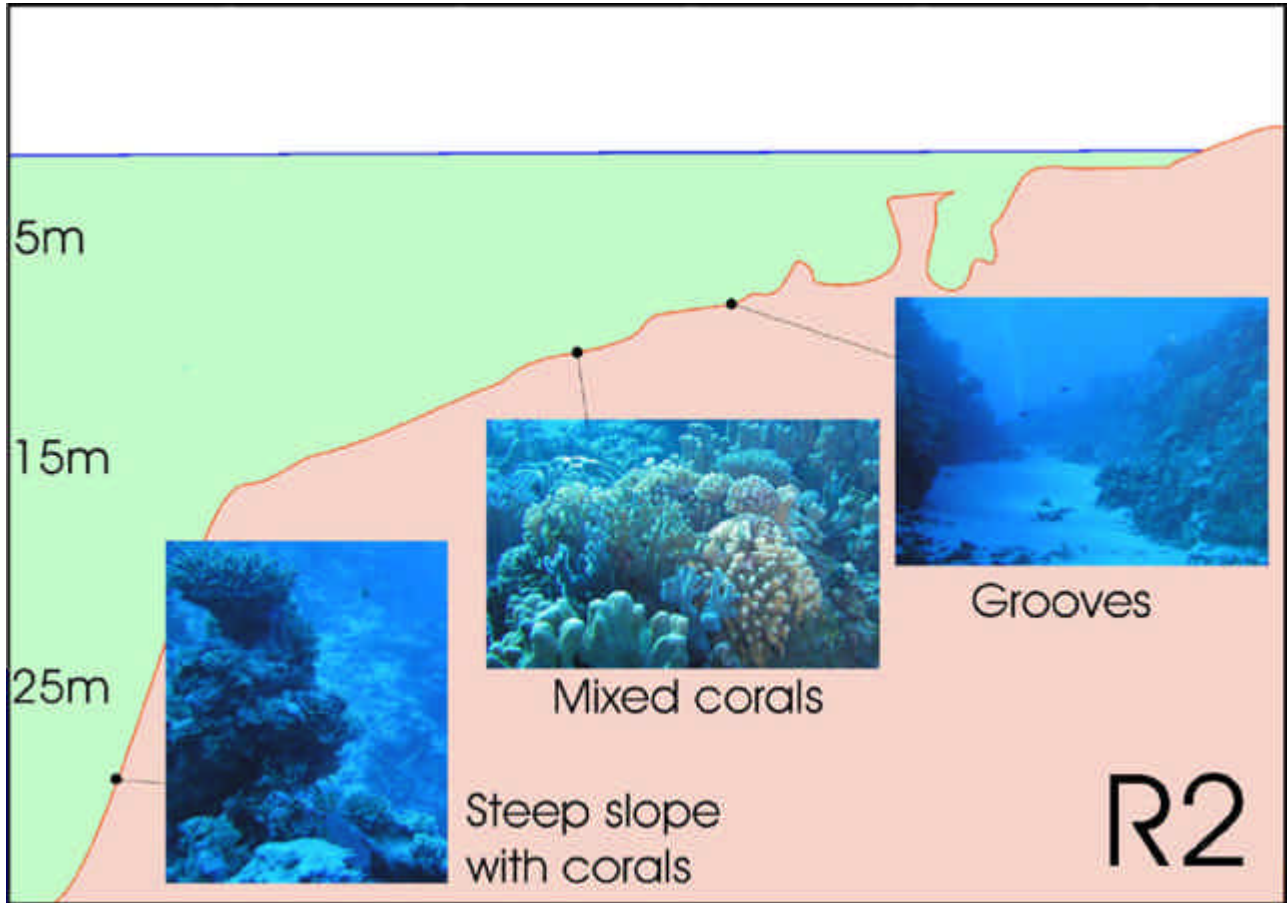 5m
15m
25m
Grooves
Mixed corals
Steep slope
with corals
R2